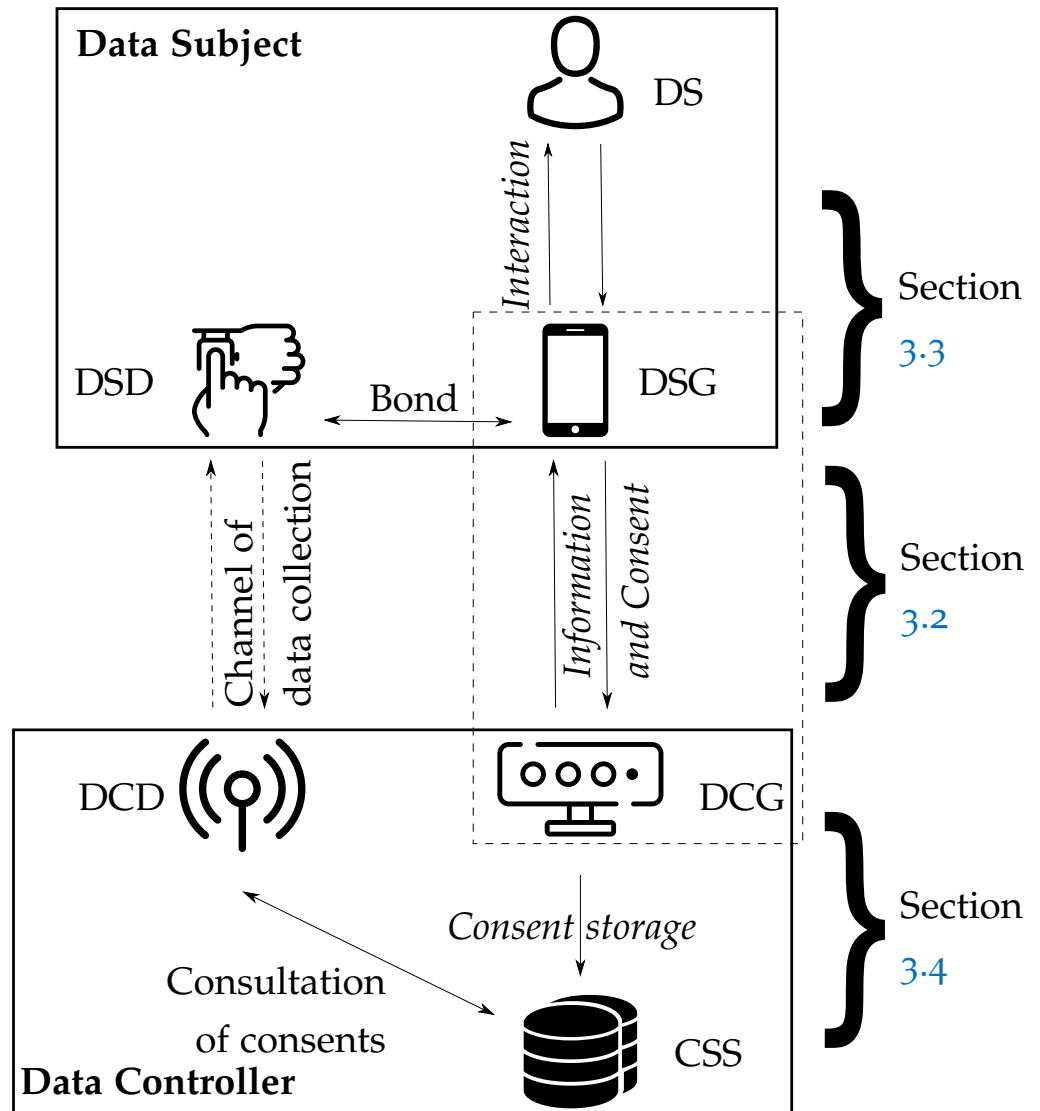 Data Subject
DS
Interaction
Section
3.3
DSD
Bond
DSG
Channel of
data collection
Information
and Consent
Section
3.2
DCD
DCG
Consent storage
Section
3.4
Consultation
of consents
CSS
Data Controller